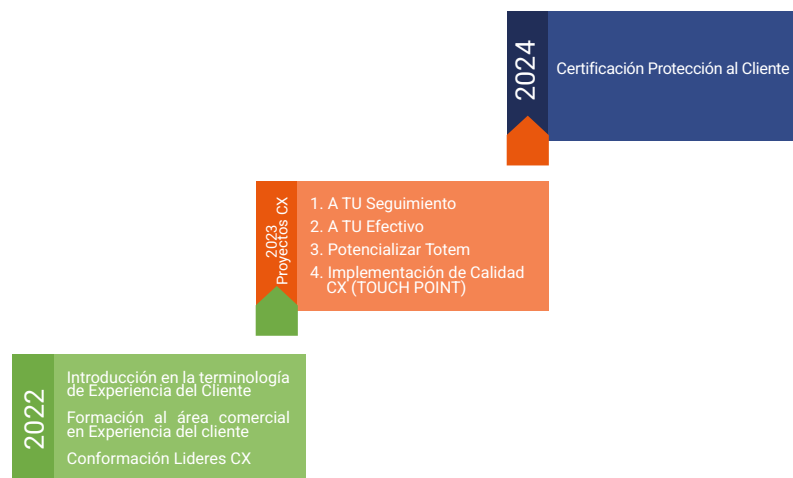 2024
Certificación Protección al Cliente
2023
Proyectos CX
1. A TU Seguimiento
2. A TU Efectivo
3. Potencializar Totem
4. Implementación de Calidad
CX (TOUCH POINT)
2022
Introducción en la terminología
de Experiencia del Cliente
Formación al área comercial
en Experiencia del cliente
Conformación Lideres CX